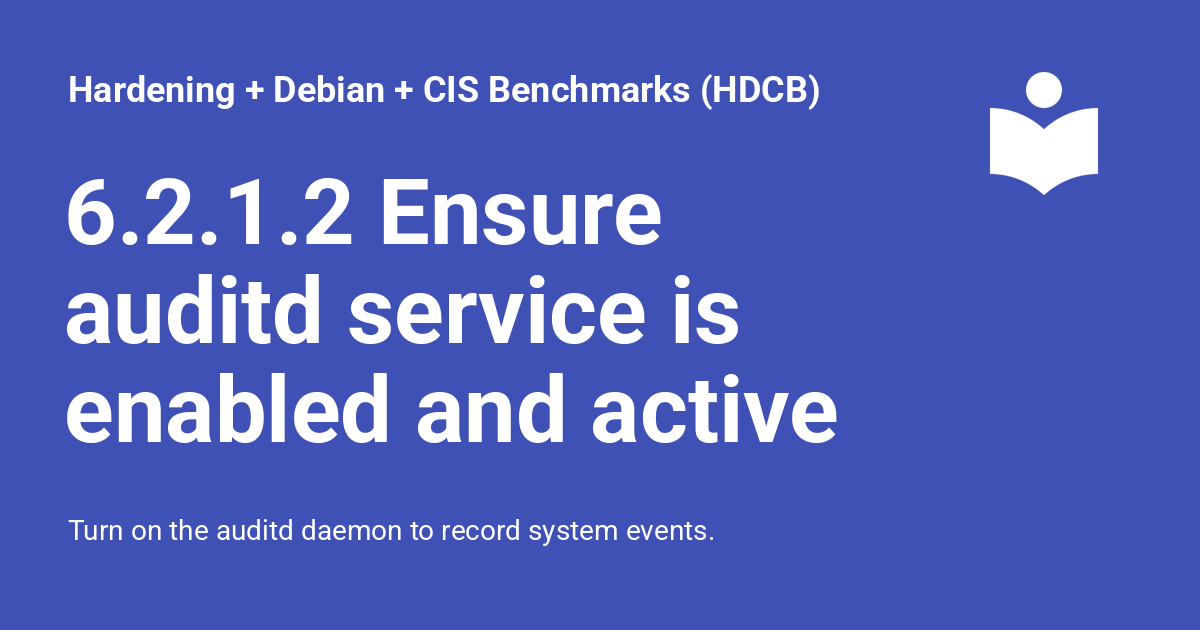 Hardening + Debian + CIS Benchmarks (HDCB)
6.2.1.2 Ensure
auditd service is
enabled and active
Turn on the auditd daemon to record system events.